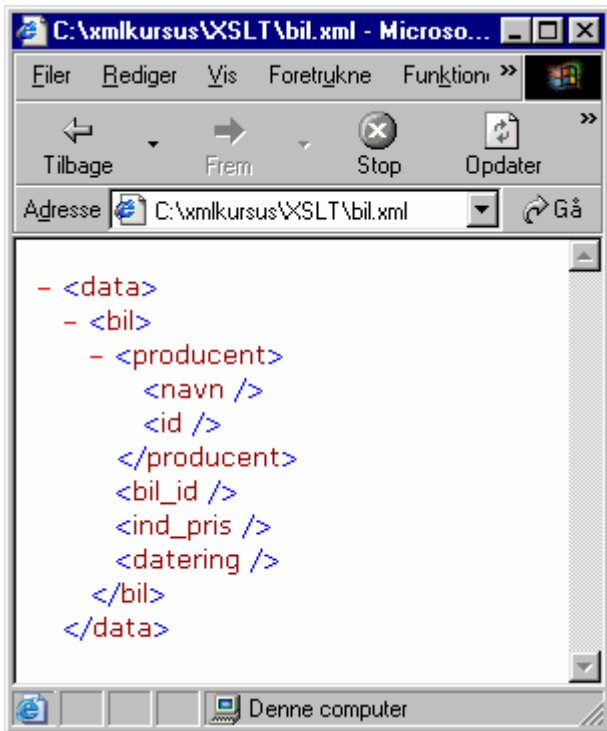 C:\xmlkursus\XSLT\bil.xml - Microso...
Filer Rediger Vis Foretrukne Funktion »
Tilbage Frem Stop Opdater »
Adresse C:\xmlkursus\XSLT\bil.xml Gå
- <data>
- <bil>
- <producent>
<navn />
<id />
</producent>
<bil_id />
<ind_pris />
<datering />
</bil>
</data>
Denne computer